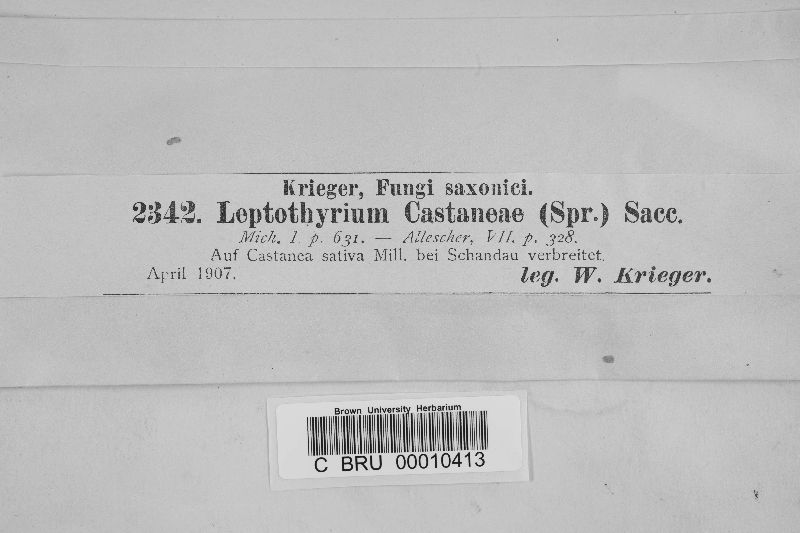 Krieger, Fungi saxonici.
2342. Leptothyrium Castaneae (Spr.) Sacc.
Mich. I. p. 631. — Allescher, VII. p. 328.
Auf Castanea sativa Mill. bei Schandau verbreitet.
April 1907. leg. W. Krieger.
Brown University Herbarium
C BRU 00010413